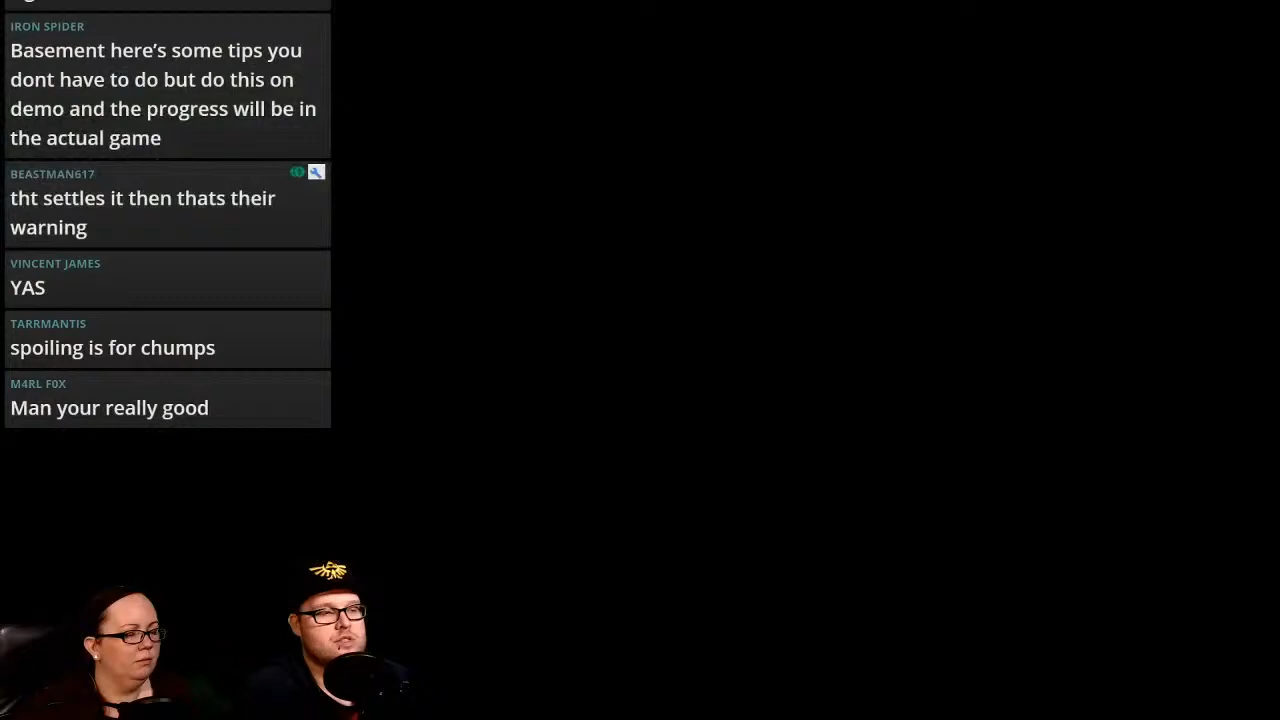 IRON SPIDER
Basement here's some tips you
dont have to do but do this on
demo and the progress will be in
the actual game
BEASTMAN617
tht settles it then thats their
warning
VINCENT JAMES
YAS
TARRMANTIS
spoiling is for chumps
M4RL F0X
Man your really good